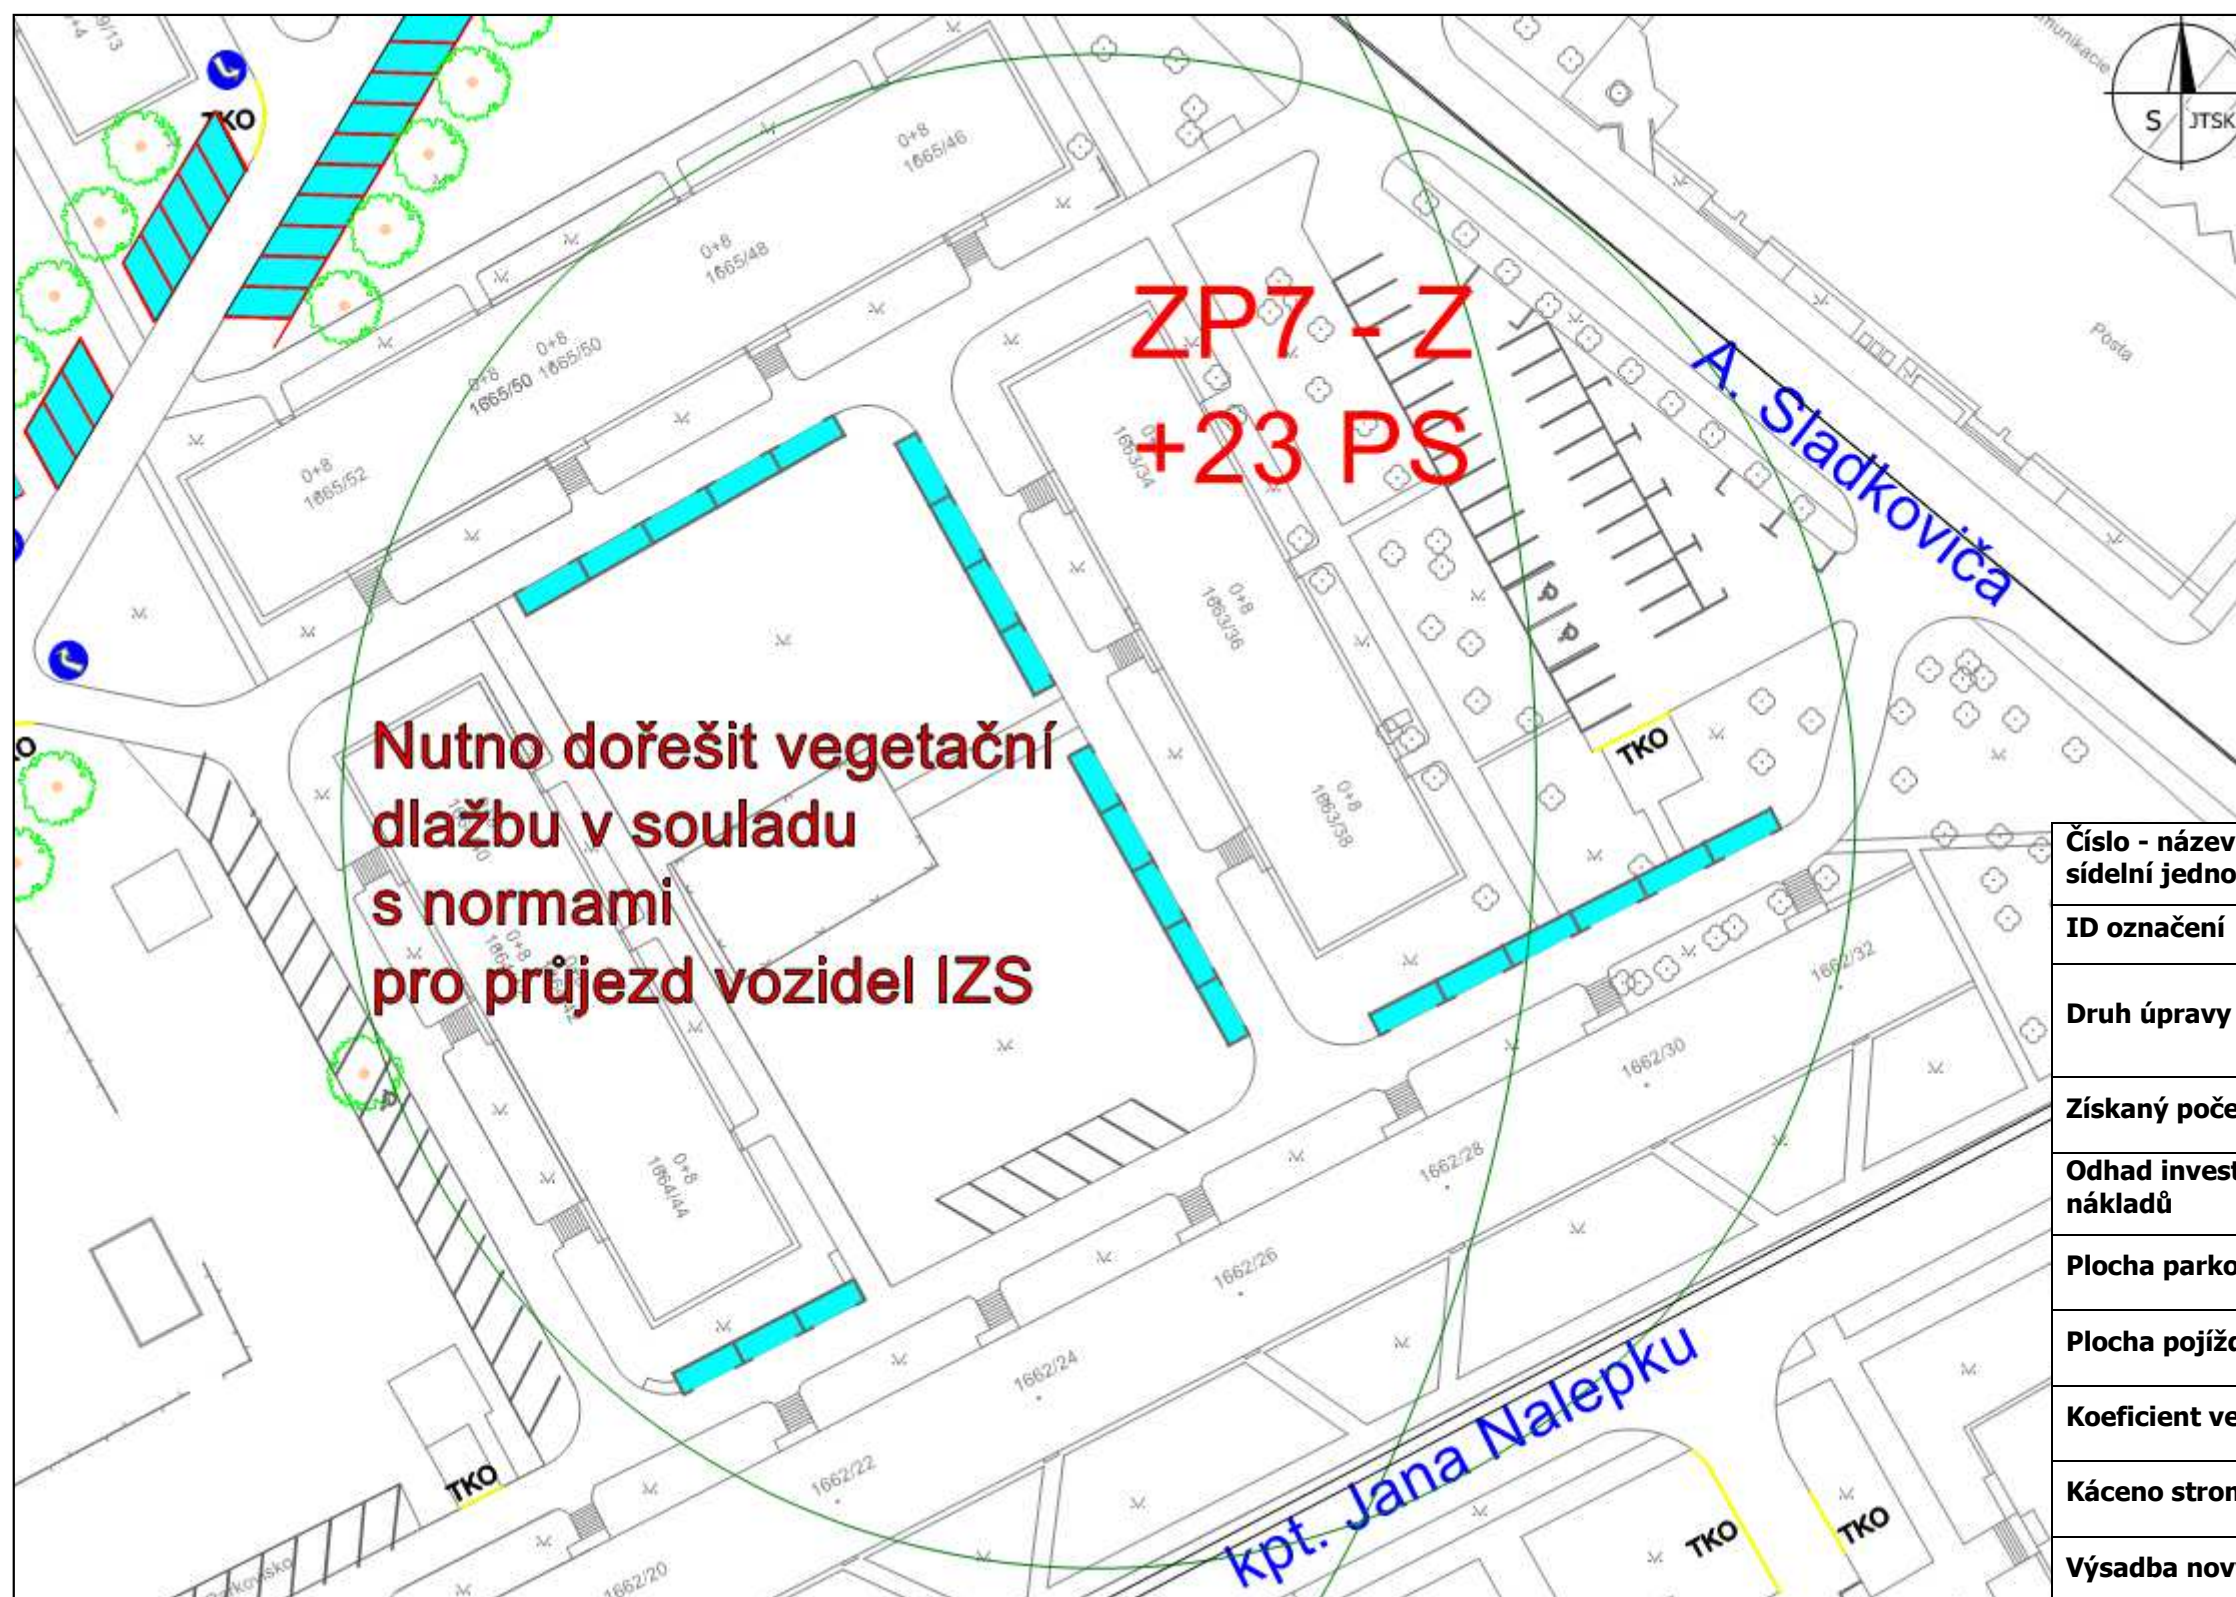 TKO
0+8
1665/46
S
JTSK
0+8
1665/48
0+8
1665/50
0+8
1665/50
0+8
1665/52
ZP7 - Z
+23 PS
A. Sladkoviča
Pošta
1663/34
0+8
1663/36
0+8
1663/38
TKO
Nutno dořešit vegetační
dlažbu v souladu
s normami
pro průjezd vozidel IZS
0+8
1664/44
1662/32
1662/30
1662/28
1662/26
1662/24
1662/22
1662/20
kpt. Jana Nalepku
TKO
TKO
TKO
Číslo - název
sídelní jedno
ID označení
Druh úpravy
Získaný poče
Odhad invest
nákladů
Plocha parko
Plocha pojížd
Koeficient ve
Káceno stron
Výsadba nov